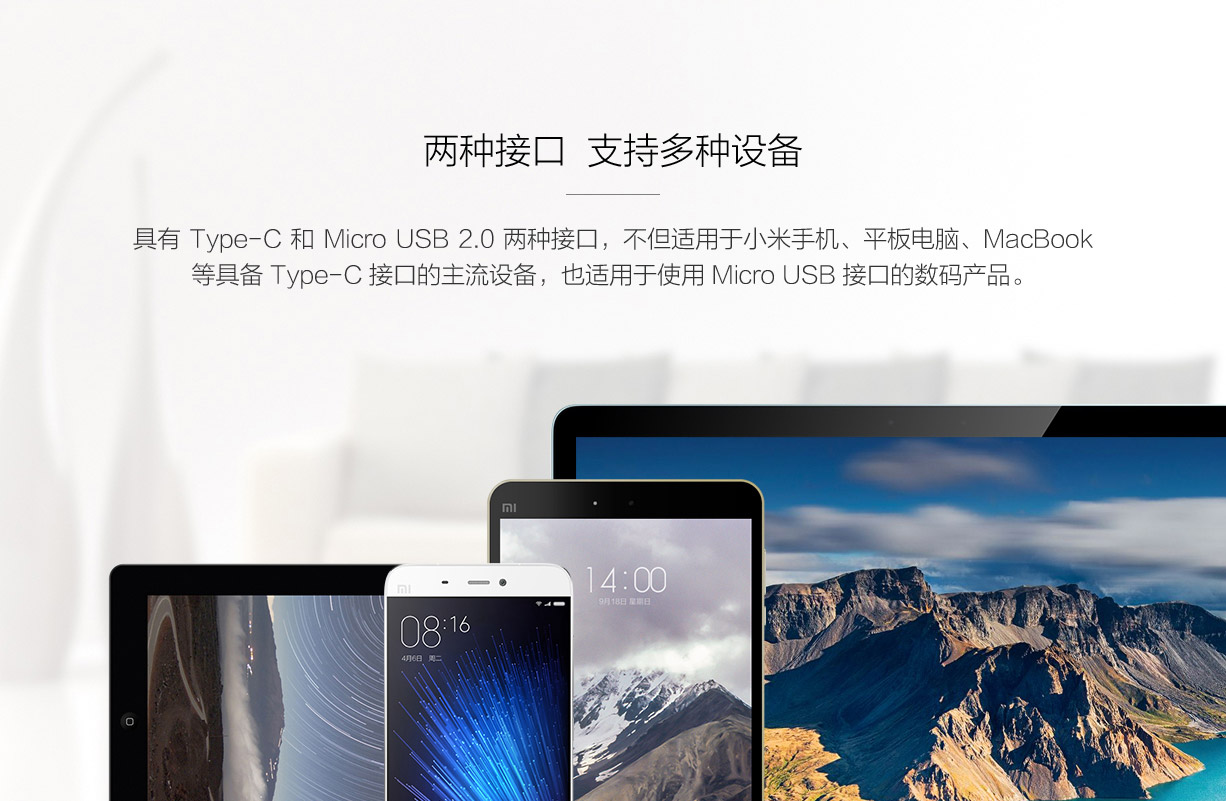 两种接口 支持多种设备
具有 Type-C 和 Micro USB 2.0 两种接口，不但适用于小米手机、平板电脑、MacBook
等具备 Type-C 接口的主流设备，也适用于使用 Micro USB 接口的数码产品。
mi
14:00
9月18日 星期日
mi
08:16
4月6日 周二